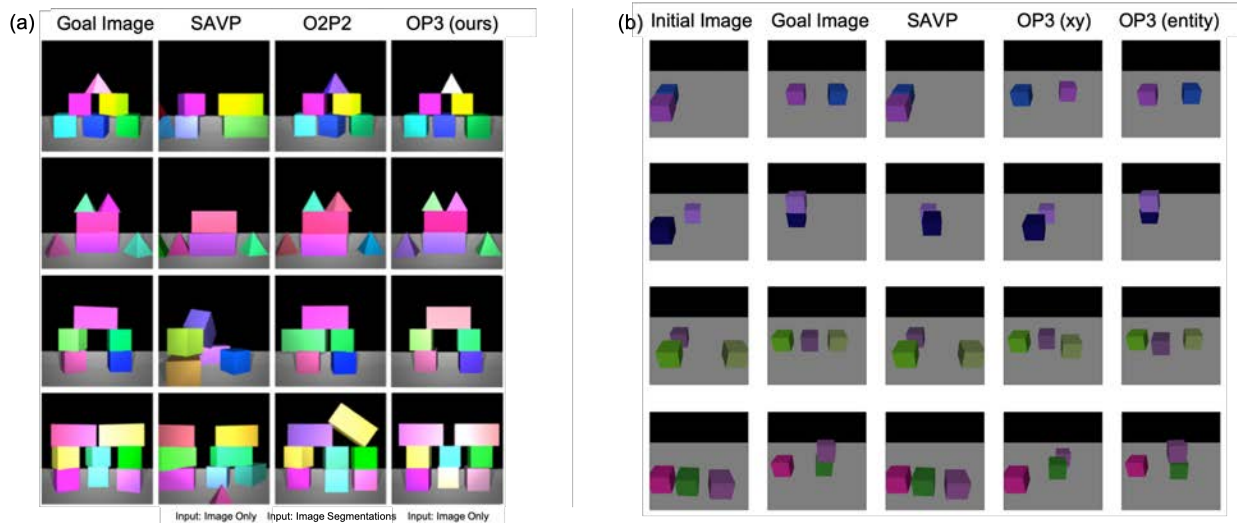 (a) Goal Image SAVP O2P2 OP3 (ours)
Input: Image Only Input: Image Segmentations Input: Image Only
(b) Initial Image Goal Image SAVP OP3 (xy) OP3 (entity)